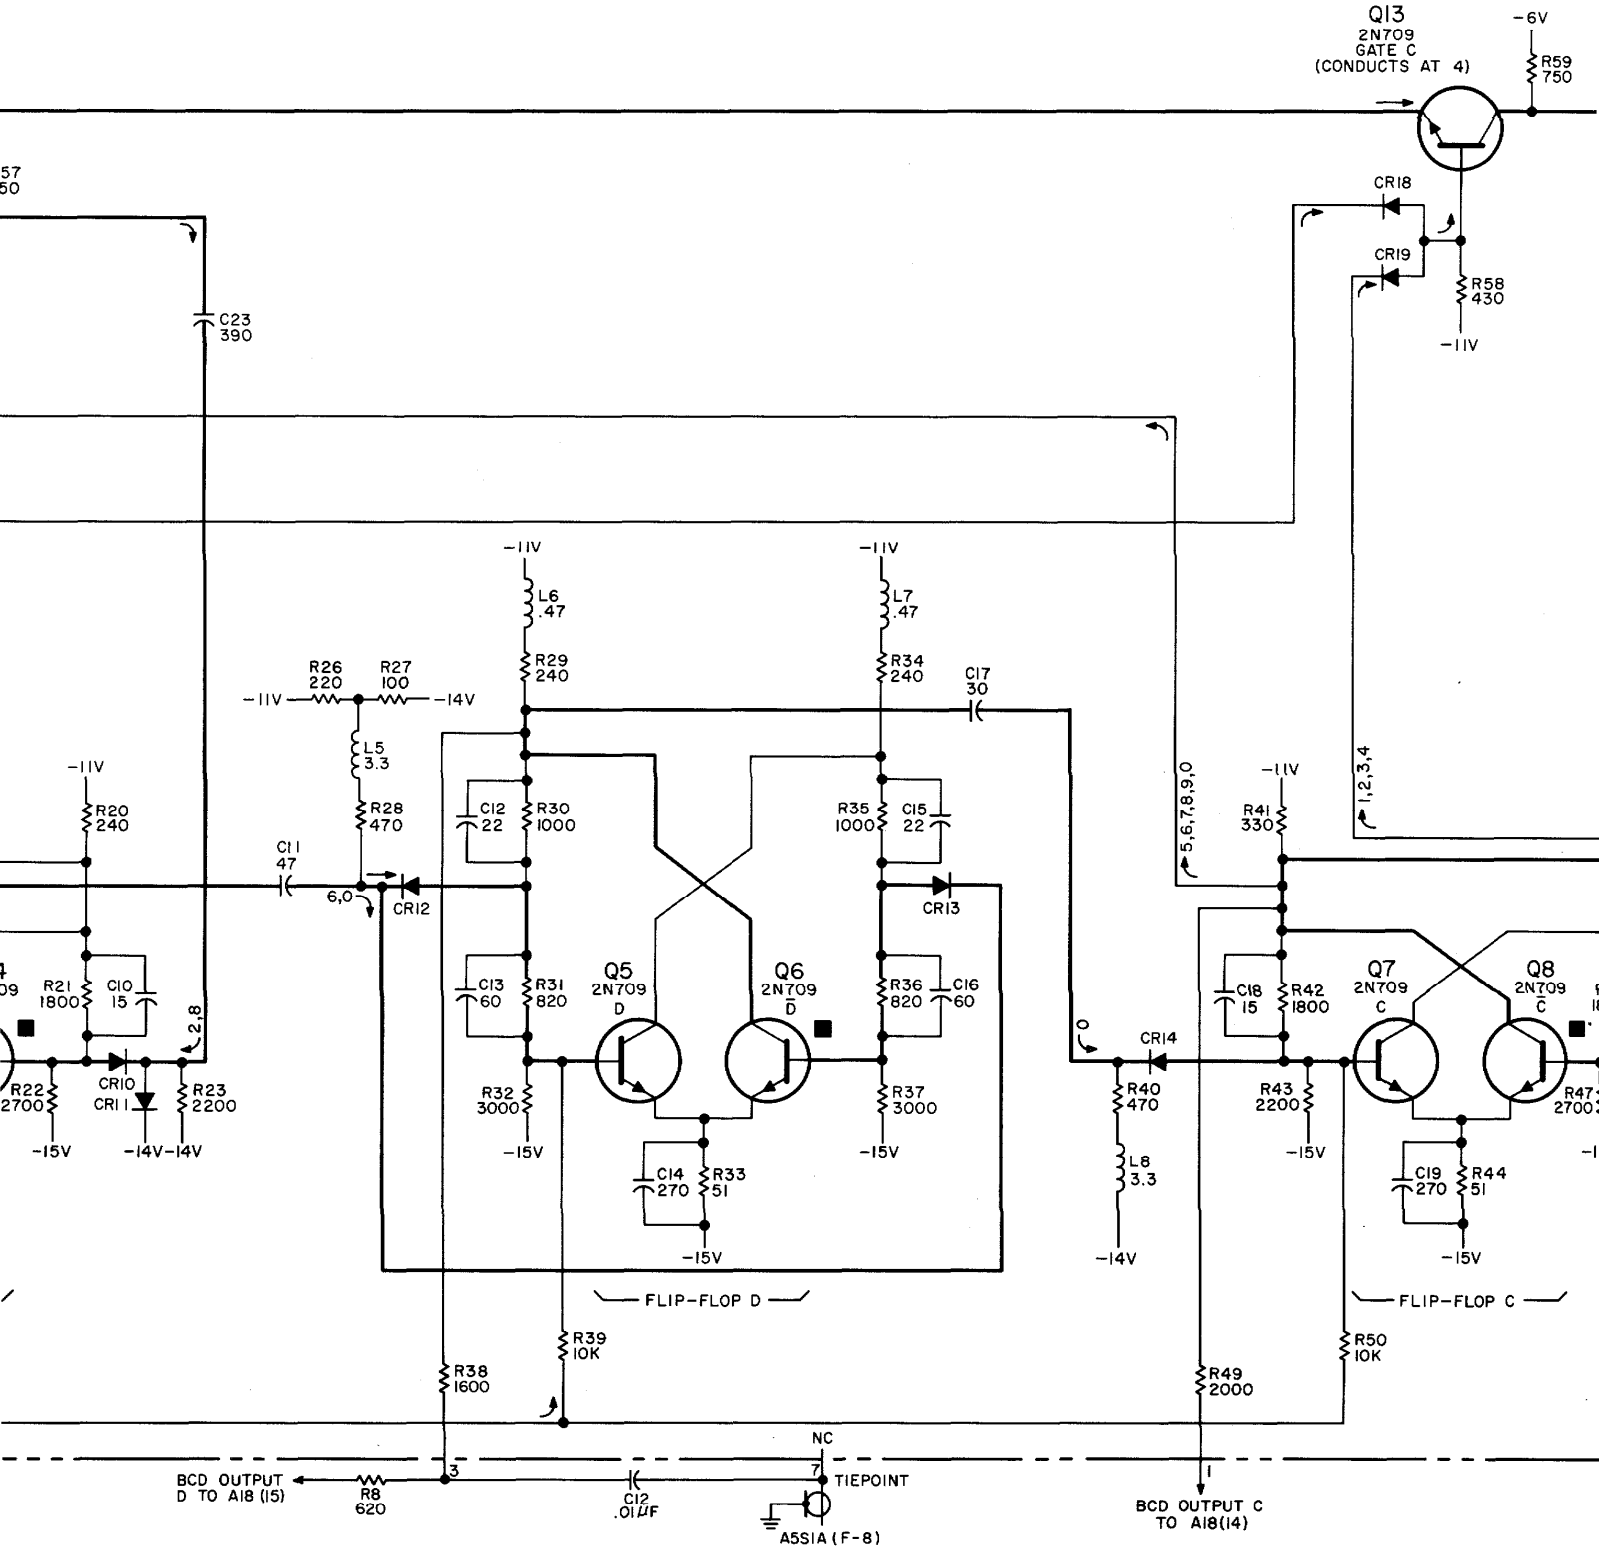 Q13
2N709
GATE C
(CONDUCTS AT 4)
-6V
R59
750
57
50
CR18
CR19
R58
430
-11V
C23
390
-11V
L6
.47
-11V
L7
.47
R29
240
R34
240
C17
30
R26
220
R27
100
-11V
-14V
L5
3.3
R28
470
-11V
R20
240
C11
47
6,0
CR12
C12
22
R30
1000
R35
1000
C15
22
CR13
5,6,7,8,9,0
1,2,3,4
-11V
R41
330
4
09
R21
1800
C10
15
2,8
C13
60
R31
820
Q5
2N709
D
Q6
2N709
D̅
R36
820
C16
60
0
CR14
C18
15
R42
1800
Q7
2N709
C
Q8
2N709
C̅
R22
2700
CR10
CR11
R23
2200
-15V
-14V
-14V
R32
3000
-15V
R37
3000
-15V
C14
270
R33
51
-15V
R40
470
L8
3.3
-14V
R43
2200
-15V
C19
270
R44
51
-15V
R47
2700
FLIP-FLOP D
FLIP-FLOP C
R39
10K
R38
1600
R50
10K
R49
2000
NC
7
TIEPOINT
BCD OUTPUT
D TO A18 (15)
R8
620
3
C12
.01µF
A5S1A (F-8)
1
BCD OUTPUT C
TO A18(14)